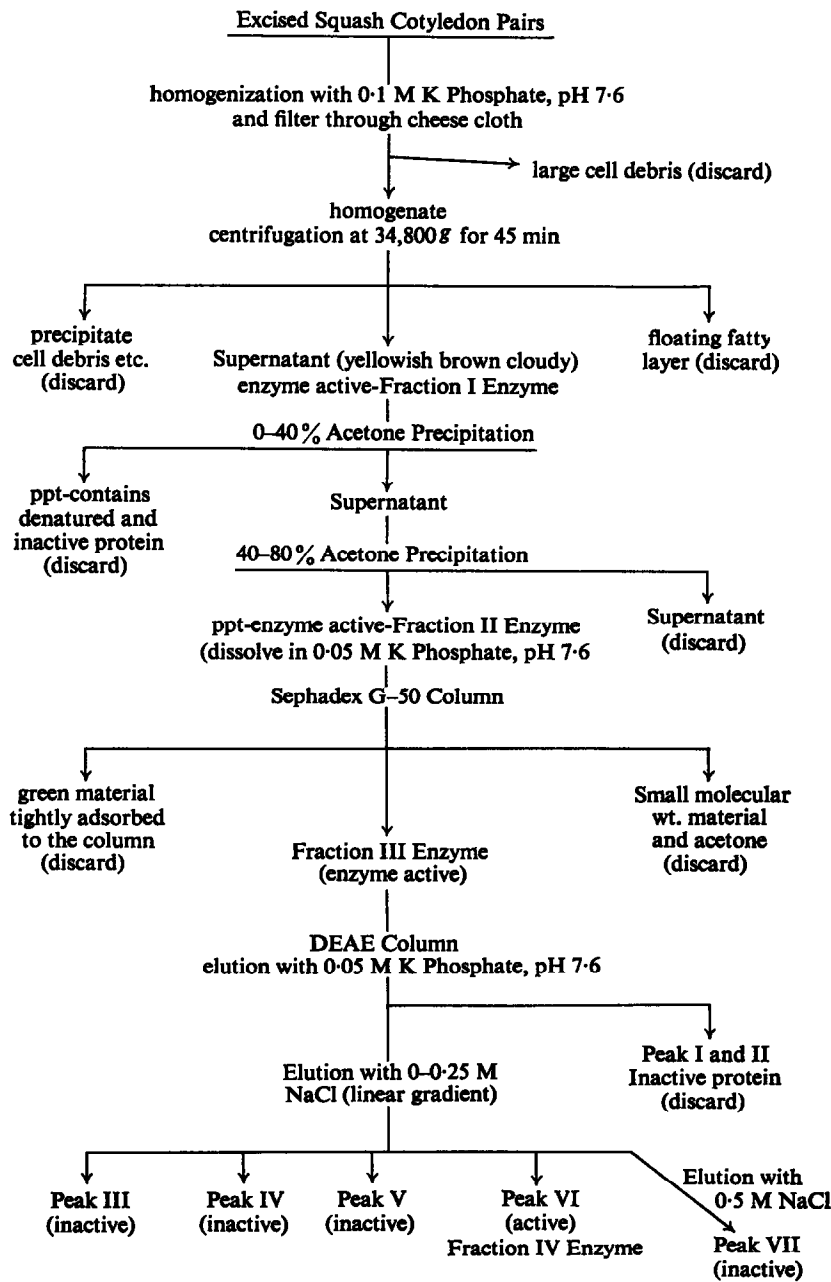 Excised Squash Cotyledon Pairs
homogenization with 0·1 M K Phosphate, pH 7·6
and filter through cheese cloth
large cell debris (discard)
homogenate
centrifugation at 34,800g for 45 min
precipitate
cell debris etc.
(discard)
Supernatant (yellowish brown cloudy)
enzyme active-Fraction I Enzyme
floating fatty
layer (discard)
0–40% Acetone Precipitation
ppt-contains
denatured and
inactive protein
(discard)
Supernatant
40–80% Acetone Precipitation
ppt-enzyme active-Fraction II Enzyme
(dissolve in 0·05 M K Phosphate, pH 7·6
Supernatant
(discard)
Sephadex G–50 Column
green material
tightly adsorbed
to the column
(discard)
Fraction III Enzyme
(enzyme active)
Small molecular
wt. material
and acetone
(discard)
DEAE Column
elution with 0·05 M K Phosphate, pH 7·6
Peak I and II
Inactive protein
(discard)
Elution with 0–0·25 M
NaCl (linear gradient)
Peak III
(inactive)
Peak IV
(inactive)
Peak V
(inactive)
Peak VI
(active)
Fraction IV Enzyme
Elution with
0·5 M NaCl
Peak VII
(inactive)